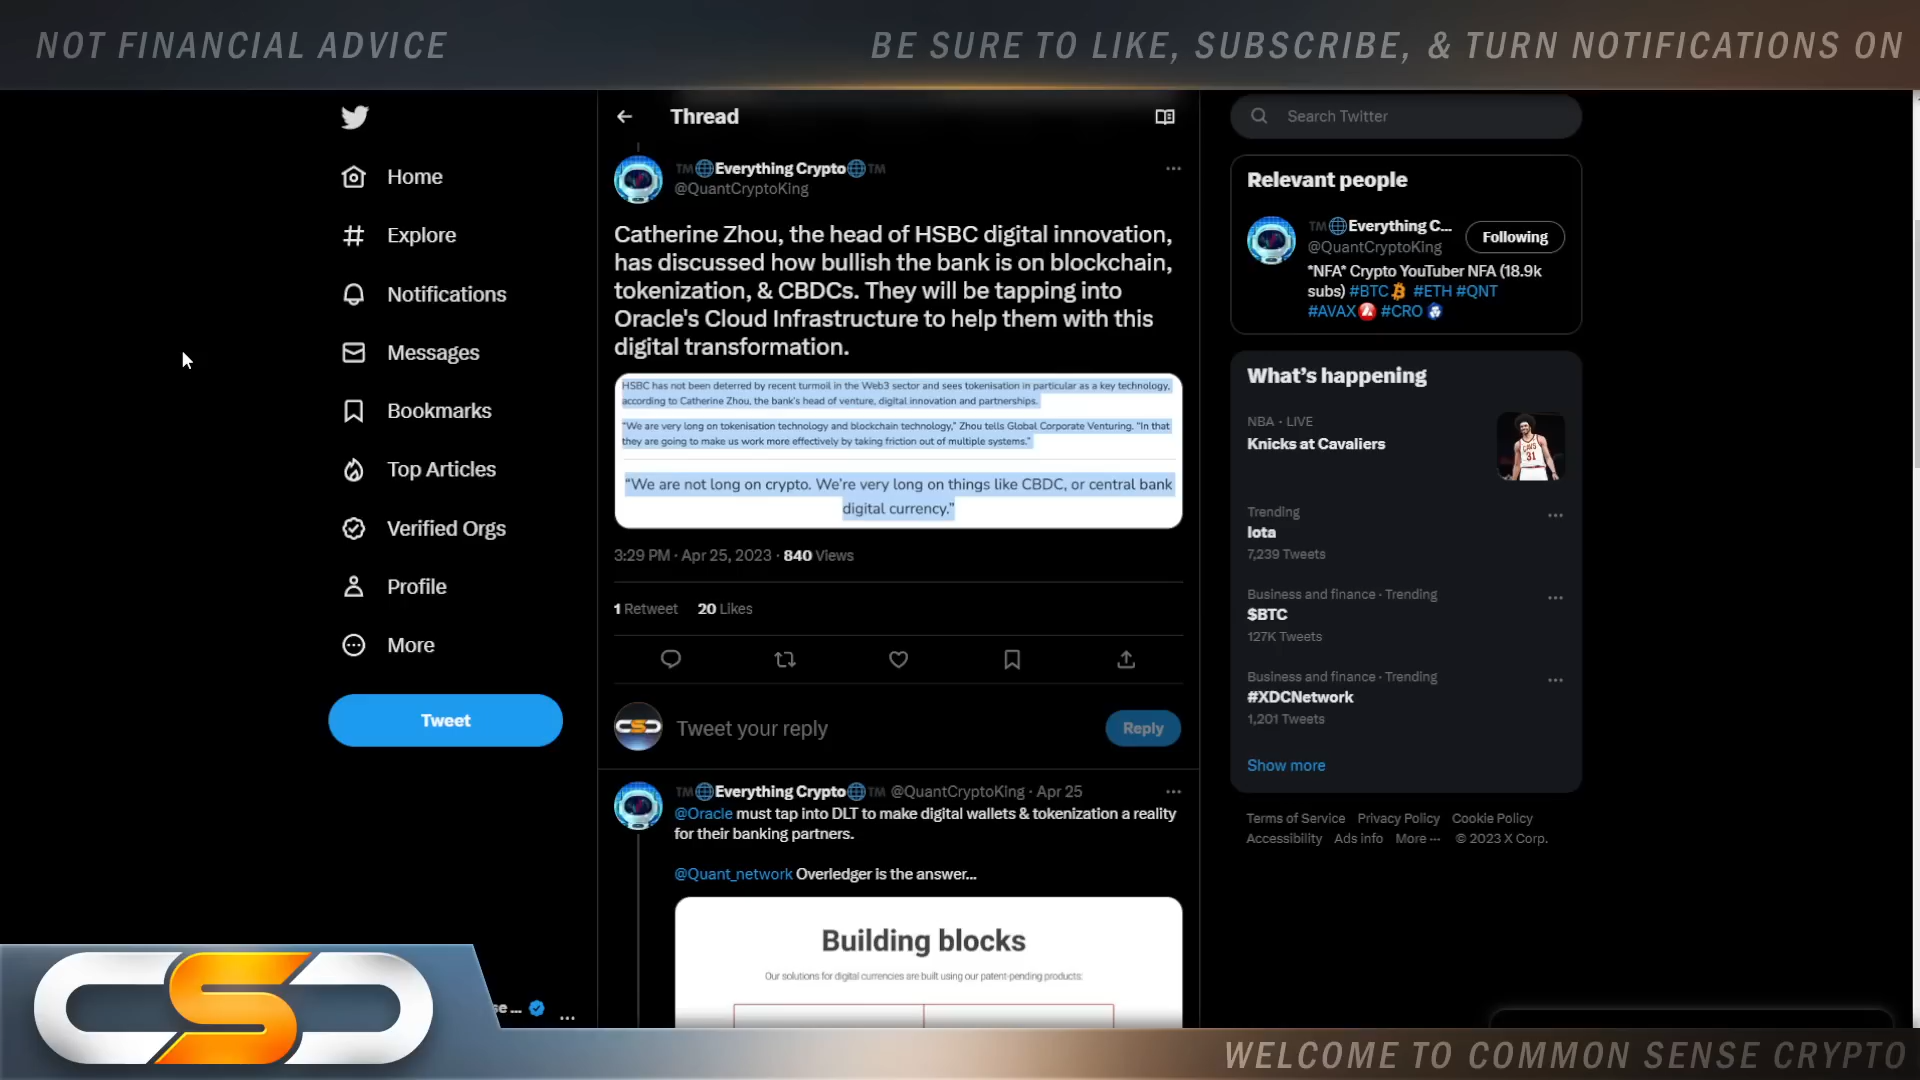 NOT FINANCIAL ADVICE
BE SURE TO LIKE, SUBSCRIBE, & TURN NOTIFICATIONS ON
Home
Explore
Notifications
Messages
Bookmarks
Top Articles
Verified Orgs
Profile
More
Tweet
se ...
Thread
™🌐Everything Crypto🌐™
@QuantCryptoKing
Catherine Zhou, the head of HSBC digital innovation,
has discussed how bullish the bank is on blockchain,
tokenization, & CBDCs. They will be tapping into
Oracle's Cloud Infrastructure to help them with this
digital transformation.
HSBC has not been deterred by recent turmoil in the Web3 sector and sees tokenisation in particular as a key technology,
according to Catherine Zhou, the bank's head of venture, digital innovation and partnerships.
"We are very long on tokenisation technology and blockchain technology," Zhou tells Global Corporate Venturing. "In that
they are going to make us work more effectively by taking friction out of multiple systems."
"We are not long on crypto. We're very long on things like CBDC, or central bank
digital currency."
3:29 PM · Apr 25, 2023 · 840 Views
1 Retweet 20 Likes
Tweet your reply
Reply
™🌐Everything Crypto🌐™ @QuantCryptoKing · Apr 25
@Oracle must tap into DLT to make digital wallets & tokenization a reality
for their banking partners.
@Quant_network Overledger is the answer...
Building blocks
Our solutions for digital currencies are built using our patent-pending products:
Search Twitter
Relevant people
™🌐Everything C...
@QuantCryptoKing
Following
*NFA* Crypto YouTuber NFA (18.9k
subs) #BTC #ETH #QNT
#AVAX #CRO
What's happening
NBA · LIVE
Knicks at Cavaliers
Trending
Iota
7,239 Tweets
Business and finance · Trending
$BTC
127K Tweets
Business and finance · Trending
#XDCNetwork
1,201 Tweets
Show more
Terms of Service Privacy Policy Cookie Policy
Accessibility Ads info More ··· © 2023 X Corp.
CSC
WELCOME TO COMMON SENSE CRYPTO